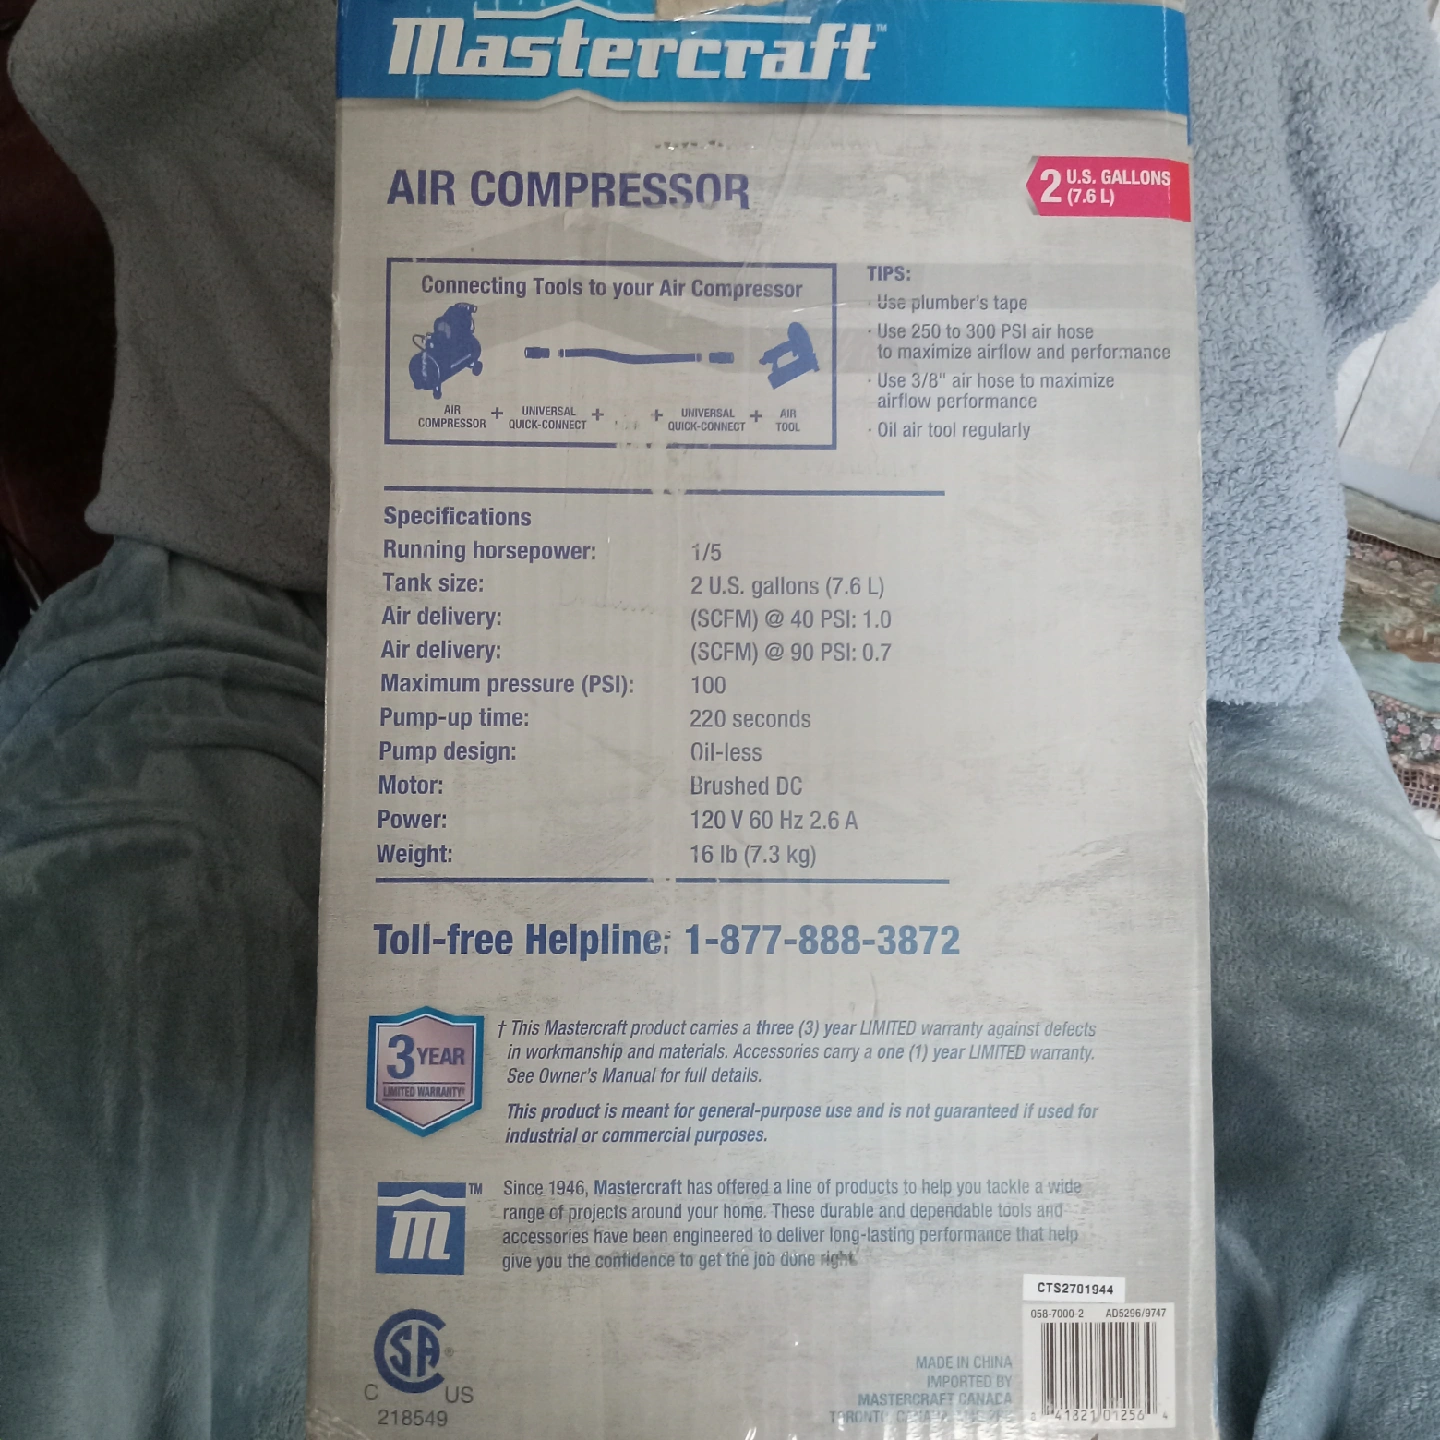 Mastercraft™
AIR COMPRESSOR
2 U.S. GALLONS
(7.6 L)
Connecting Tools to your Air Compressor
AIR
COMPRESSOR
+
UNIVERSAL
QUICK-CONNECT
+
+
UNIVERSAL
QUICK-CONNECT
+
AIR
TOOL
TIPS:
· Use plumber's tape
· Use 250 to 300 PSI air hose
to maximize airflow and performance
· Use 3/8" air hose to maximize
airflow performance
· Oil air tool regularly
Specifications
Running horsepower: 1/5
Tank size: 2 U.S. gallons (7.6 L)
Air delivery: (SCFM) @ 40 PSI: 1.0
Air delivery: (SCFM) @ 90 PSI: 0.7
Maximum pressure (PSI): 100
Pump-up time: 220 seconds
Pump design: Oil-less
Motor: Brushed DC
Power: 120 V 60 Hz 2.6 A
Weight: 16 lb (7.3 kg)
Toll-free Helpline: 1-877-888-3872
3 YEAR
LIMITED WARRANTY†
† This Mastercraft product carries a three (3) year LIMITED warranty against defects
in workmanship and materials. Accessories carry a one (1) year LIMITED warranty.
See Owner's Manual for full details.
This product is meant for general-purpose use and is not guaranteed if used for
industrial or commercial purposes.
m™
Since 1946, Mastercraft has offered a line of products to help you tackle a wide
range of projects around your home. These durable and dependable tools and
accessories have been engineered to deliver long-lasting performance that help
give you the confidence to get the job done right.
CSA®
C US
218549
CTS2701944
058-7000-2 AD5296/9747
MADE IN CHINA
IMPORTED BY
MASTERCRAFT CANADA
TORONTO CANADA
41321 01256 4